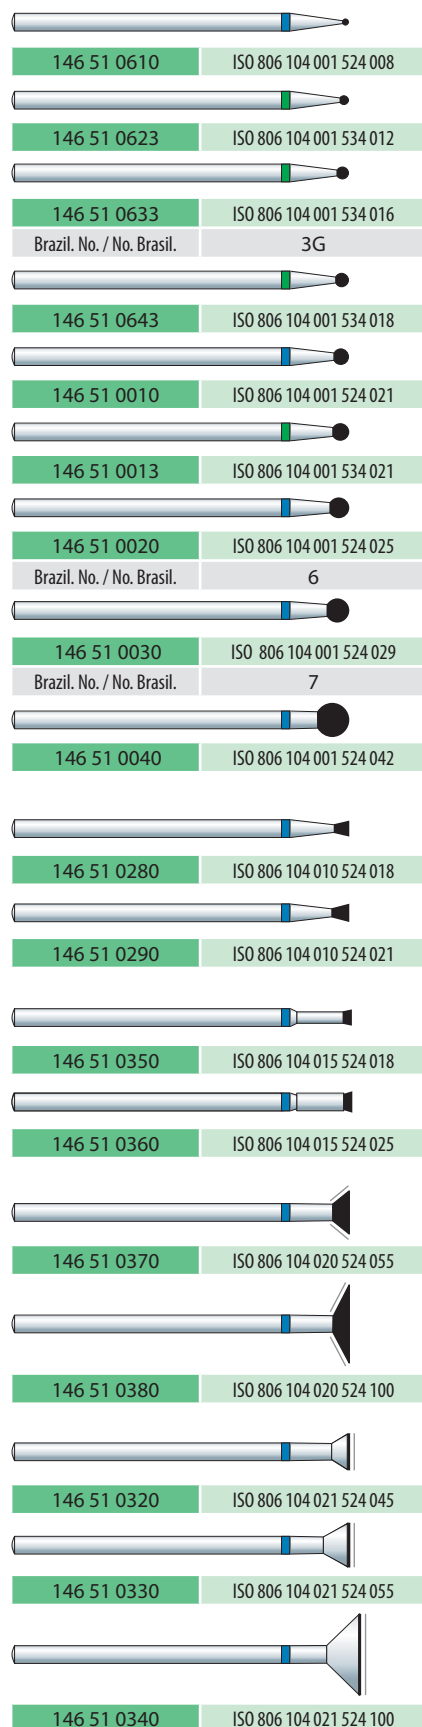 146 51 0610 ISO 806 104 001 524 008
146 51 0623 ISO 806 104 001 534 012
146 51 0633 ISO 806 104 001 534 016
Brazil. No. / No. Brasil. 3G
146 51 0643 ISO 806 104 001 534 018
146 51 0010 ISO 806 104 001 524 021
146 51 0013 ISO 806 104 001 534 021
146 51 0020 ISO 806 104 001 524 025
Brazil. No. / No. Brasil. 6
146 51 0030 ISO 806 104 001 524 029
Brazil. No. / No. Brasil. 7
146 51 0040 ISO 806 104 001 524 042
146 51 0280 ISO 806 104 010 524 018
146 51 0290 ISO 806 104 010 524 021
146 51 0350 ISO 806 104 015 524 018
146 51 0360 ISO 806 104 015 524 025
146 51 0370 ISO 806 104 020 524 055
146 51 0380 ISO 806 104 020 524 100
146 51 0320 ISO 806 104 021 524 045
146 51 0330 ISO 806 104 021 524 055
146 51 0340 ISO 806 104 021 524 100